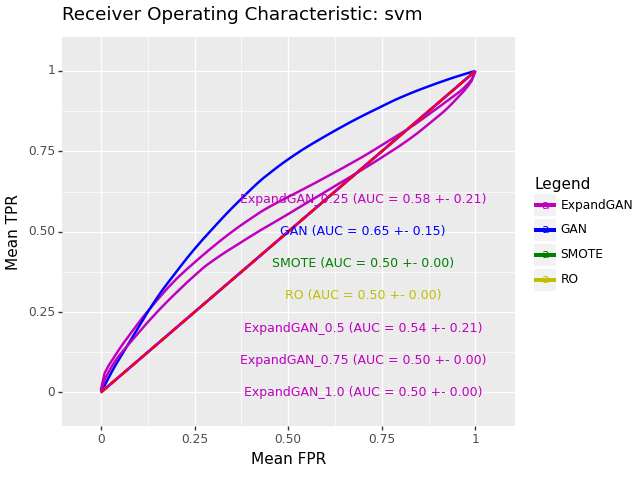 Receiver Operating Characteristic: svm
1
0.75
0.50
0.25
0
Mean TPR
ExpandGAN_0.25 (AUC = 0.58 +- 0.21)
GAN (AUC = 0.65 +- 0.15)
SMOTE (AUC = 0.50 +- 0.00)
RO (AUC = 0.50 +- 0.00)
ExpandGAN_0.5 (AUC = 0.54 +- 0.21)
ExpandGAN_0.75 (AUC = 0.50 +- 0.00)
ExpandGAN_1.0 (AUC = 0.50 +- 0.00)
0
0.25
0.50
0.75
1
Mean FPR
Legend
a ExpandGAN
a GAN
a SMOTE
a RO